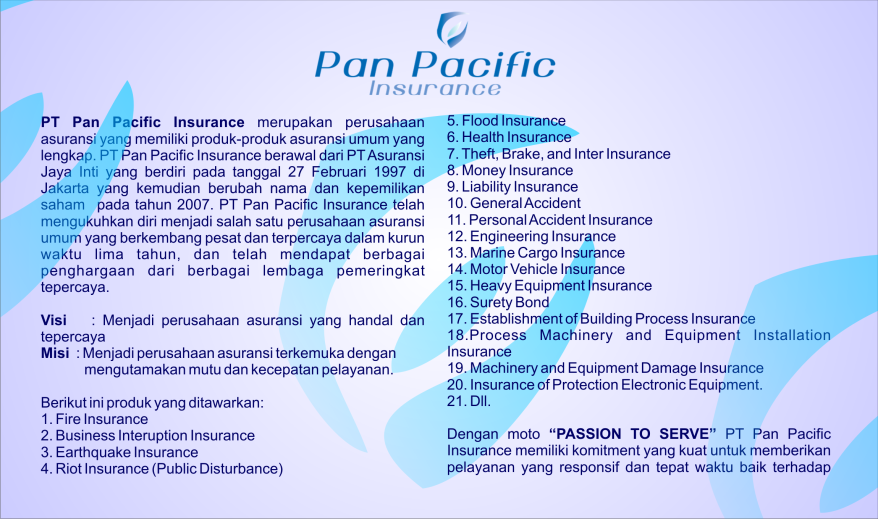 Pan Pacific
Insurance
PT Pan Pacific Insurance merupakan perusahaan
asuransi yang memiliki produk-produk asuransi umum yang
lengkap. PT Pan Pacific Insurance berawal dari PT Asuransi
Jaya Inti yang berdiri pada tanggal 27 Februari 1997 di
Jakarta yang kemudian berubah nama dan kepemilikan
saham pada tahun 2007. PT Pan Pacific Insurance telah
mengukuhkan diri menjadi salah satu perusahaan asuransi
umum yang berkembang pesat dan terpercaya dalam kurun
waktu lima tahun, dan telah mendapat berbagai
penghargaan dari berbagai lembaga pemeringkat
tepercaya.
Visi : Menjadi perusahaan asuransi yang handal dan
tepercaya
Misi : Menjadi perusahaan asuransi terkemuka dengan
mengutamakan mutu dan kecepatan pelayanan.
Berikut ini produk yang ditawarkan:
1. Fire Insurance
2. Business Interuption Insurance
3. Earthquake Insurance
4. Riot Insurance (Public Disturbance)
5. Flood Insurance
6. Health Insurance
7. Theft, Brake, and Inter Insurance
8. Money Insurance
9. Liability Insurance
10. General Accident
11. Personal Accident Insurance
12. Engineering Insurance
13. Marine Cargo Insurance
14. Motor Vehicle Insurance
15. Heavy Equipment Insurance
16. Surety Bond
17. Establishment of Building Process Insurance
18.Process Machinery and Equipment Installation
Insurance
19. Machinery and Equipment Damage Insurance
20. Insurance of Protection Electronic Equipment.
21. Dll.
Dengan moto “PASSION TO SERVE” PT Pan Pacific
Insurance memiliki komitment yang kuat untuk memberikan
pelayanan yang responsif dan tepat waktu baik terhadap